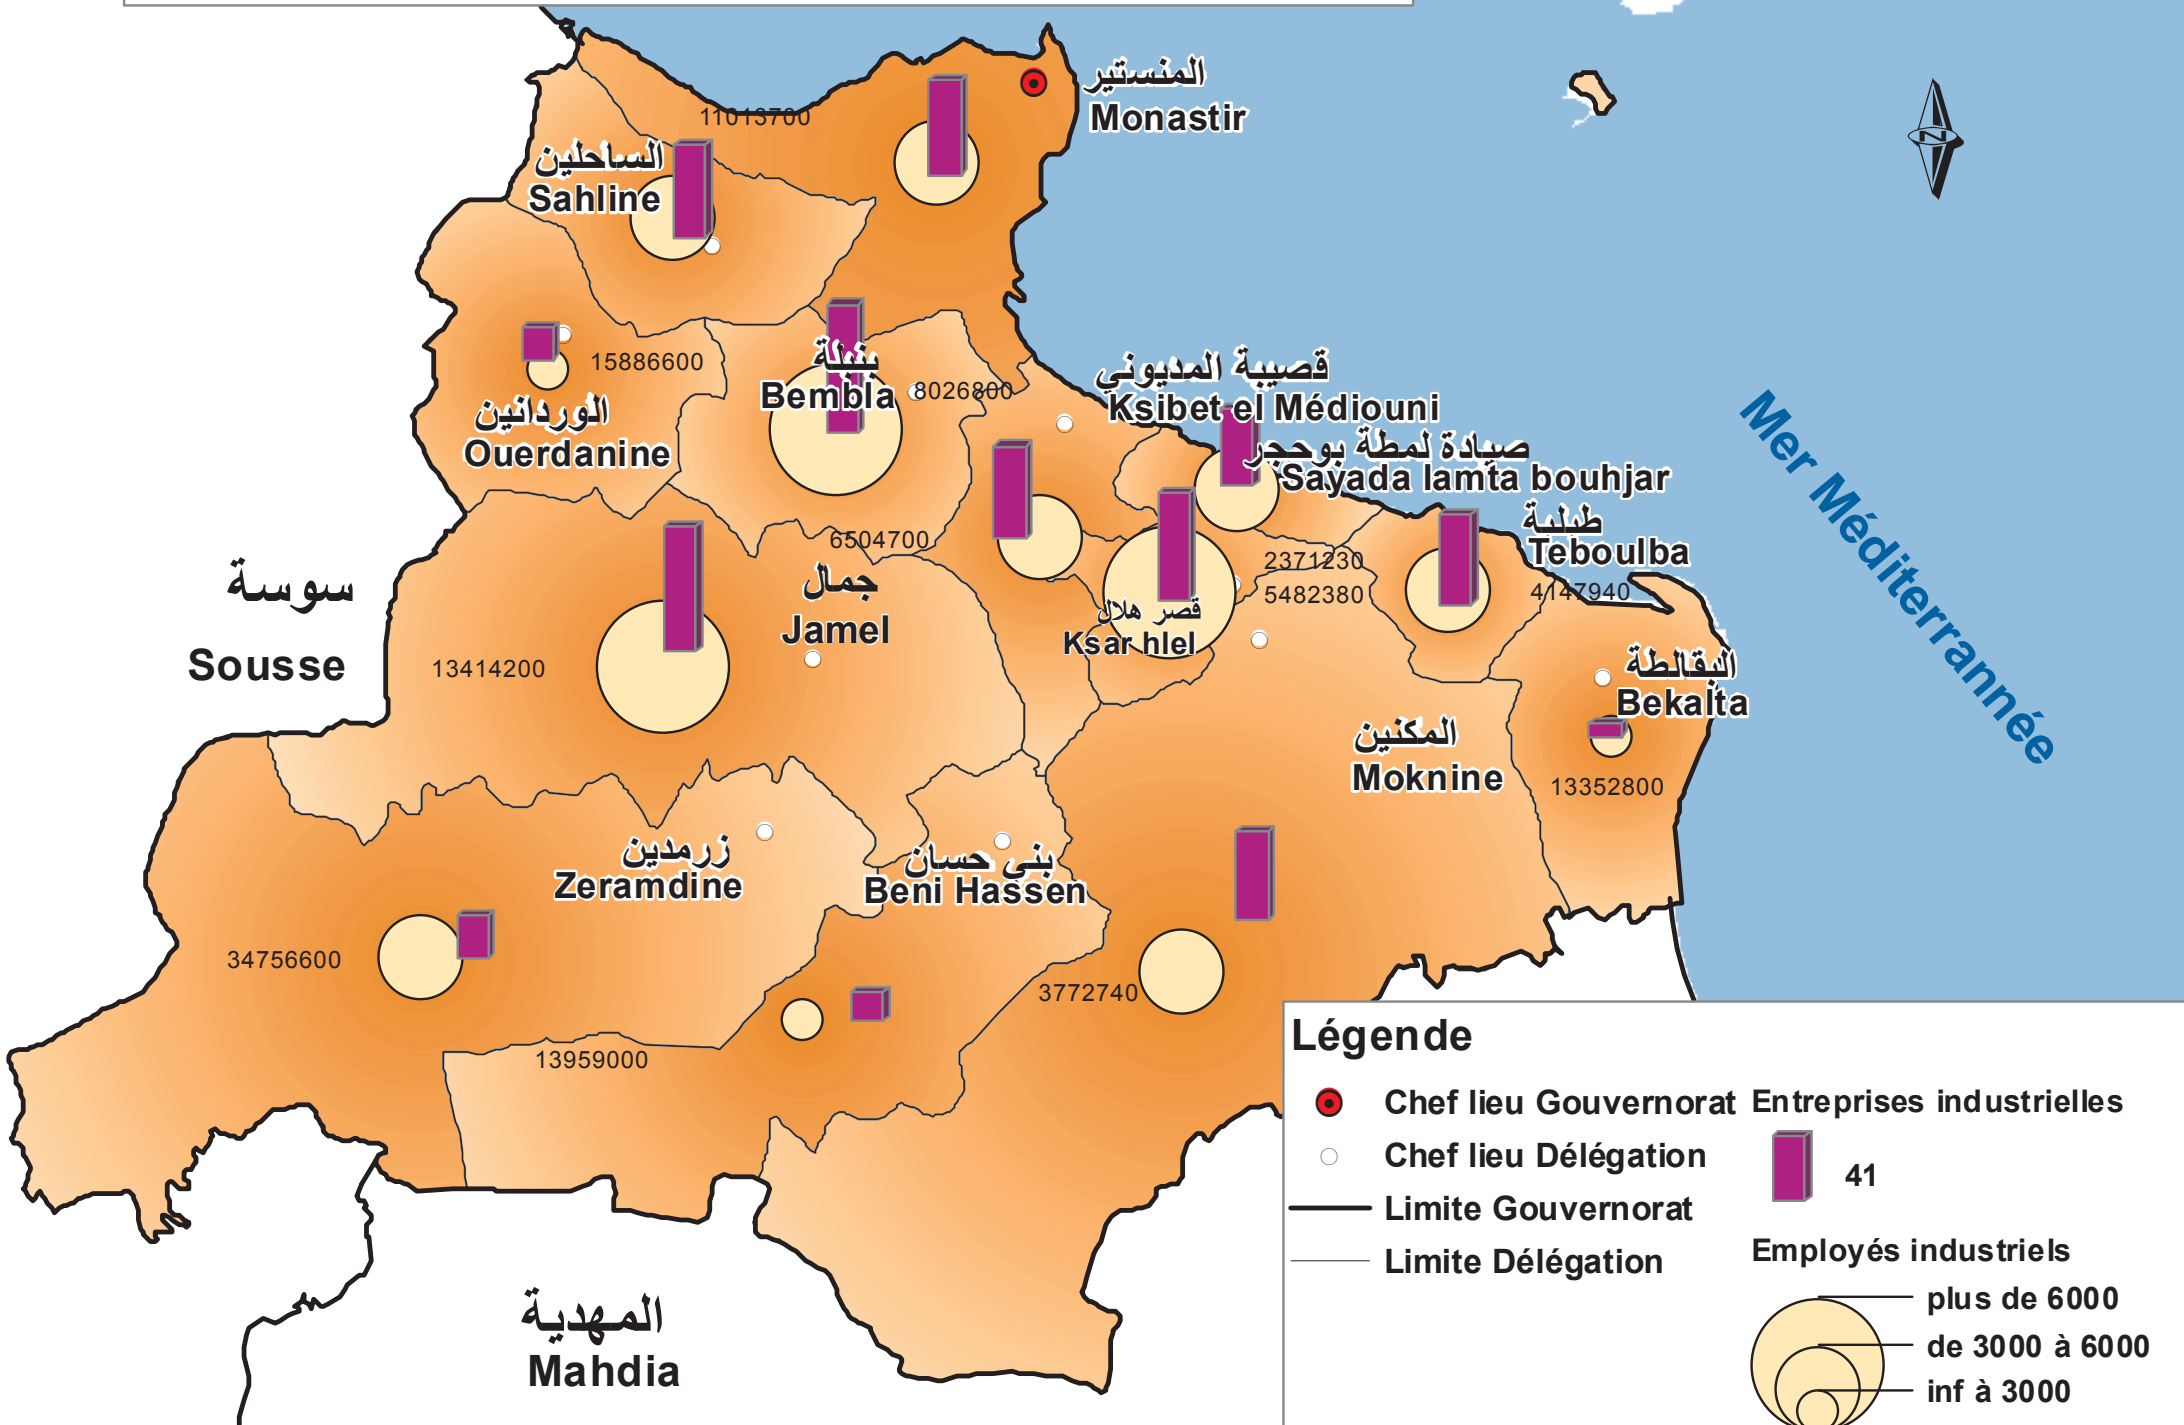 المنستير
Monastir
11013700
الساحلين
Sahline
N
15886600
الوردانين
Ouerdanine
بنبلة
Bembla
8026800
قصيبة المديوني
Ksibet el Médiouni
صيادة لمطة بوحجر
Sayada lamta bouhjar
طبلبة
Teboulba
Mer Méditerrannée
6504700
2371230
5482380
4147940
سوسة
Sousse
جمال
Jamel
13414200
قصر هلال
Ksar hlel
البقالطة
Bekalta
13352800
المكنين
Moknine
زرمدين
Zeramdine
بني حسان
Beni Hassen
34756600
3772740
13959000
المهدية
Mahdia
Légende
Chef lieu Gouvernorat
Chef lieu Délégation
Limite Gouvernorat
Limite Délégation
Entreprises industrielles
41
Employés industriels
plus de 6000
de 3000 à 6000
inf à 3000